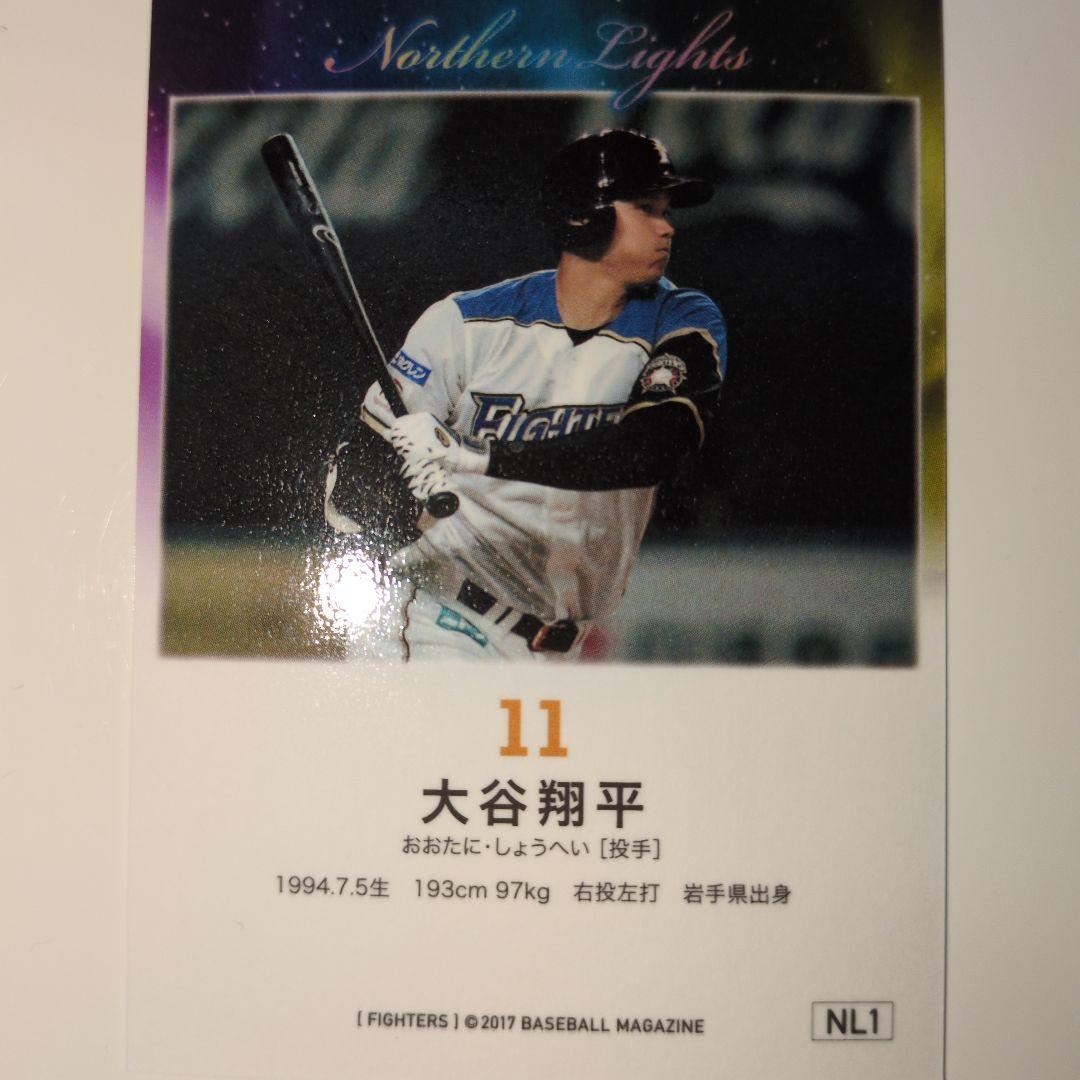 Northern Lights
FIGHTE
11
大谷翔平
おおたに・しょうへい [投手]
1994.7.5生 193cm 97kg 右投左打 岩手県出身
[ FIGHTERS ] © 2017 BASEBALL MAGAZINE
NL1